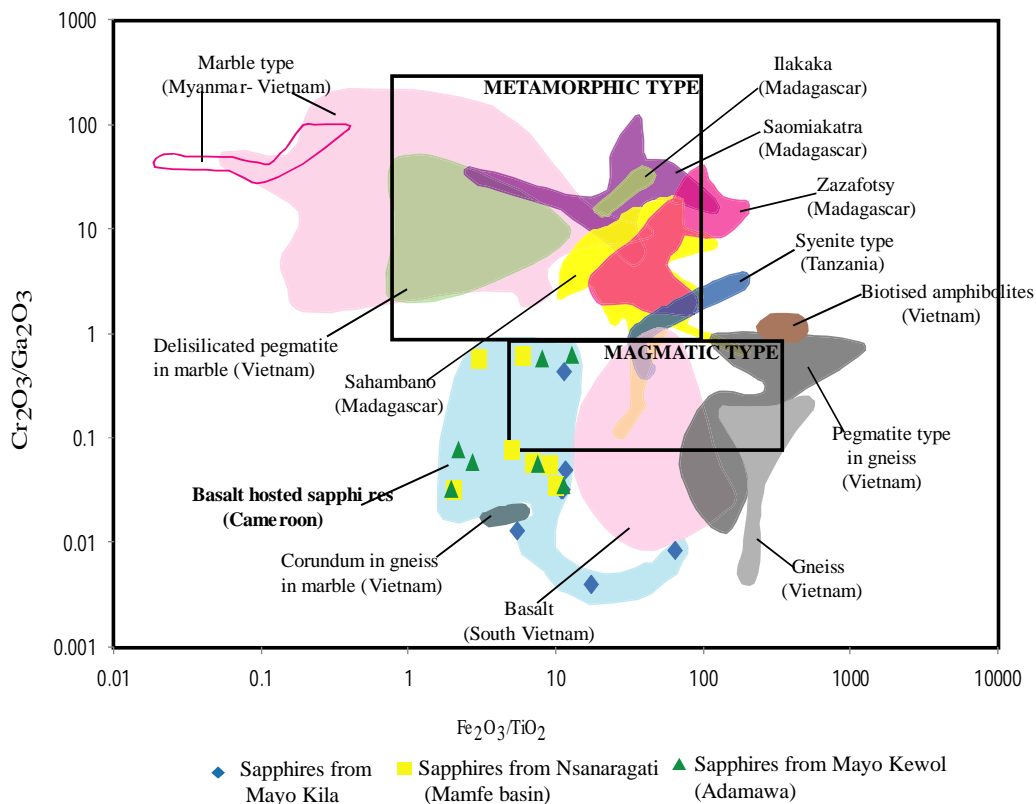 1000
100
10
1
0.1
0.01
0.001
Cr2O3/Ga2O3
Marble type
(Myanmar- Vietnam)
METAMORPHIC TYPE
Ilakaka
(Madagascar)
Saomiakatra
(Madagascar)
Zazafotsy
(Madagascar)
Syenite type
(Tanzania)
Biotised amphibolites
(Vietnam)
Delisilicated pegmatite
in marble (Vietnam)
Sahambano
(Madagascar)
MAGMATIC TYPE
Pegmatite type
in gneiss
(Vietnam)
Basalt hosted sapphi res
(Cameroon)
Corundum in gneiss
in marble (Vietnam)
Basalt
(South Vietnam)
Gneiss
(Vietnam)
0.01 0.1 1 10 100 1000 10000
Fe2O3/TiO2
Sapphires from
Mayo Kila
Sapphires from Nsanaragati
(Mamfe basin)
Sapphires from Mayo Kewol
(Adamawa)